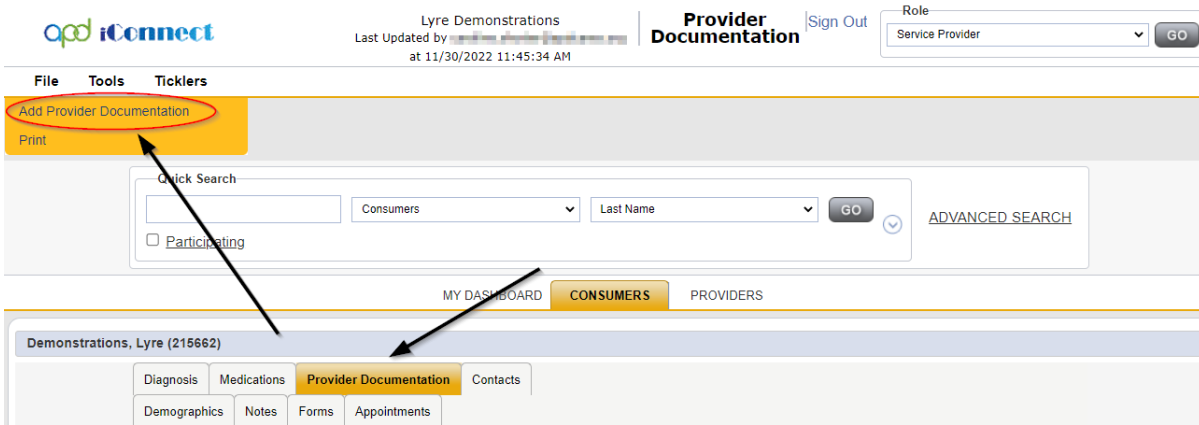 apd iConnect
Lyre Demonstrations
Last Updated by
at 11/30/2022 11:45:34 AM
Provider
Documentation
Sign Out
Role
Service Provider
GO
File Tools Ticklers
Add Provider Documentation
Print
Quick Search
Consumers Last Name GO
ADVANCED SEARCH
Participating
MY DASHBOARD CONSUMERS PROVIDERS
Demonstrations, Lyre (215662)
Diagnosis Medications Provider Documentation Contacts
Demographics Notes Forms Appointments